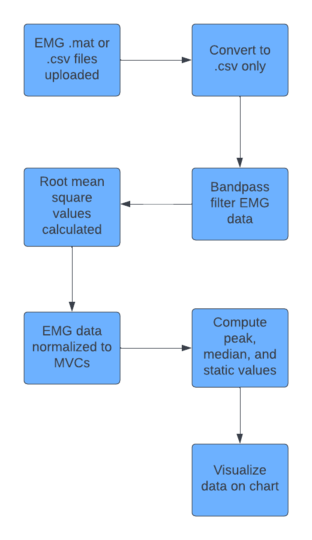 EMG .mat or
.csv files
uploaded
Convert to
.csv only
Bandpass
filter EMG
data
Root mean
square
values
calculated
EMG data
normalized to
MVCs
Compute
peak,
median, and
static values
Visualize
data on chart